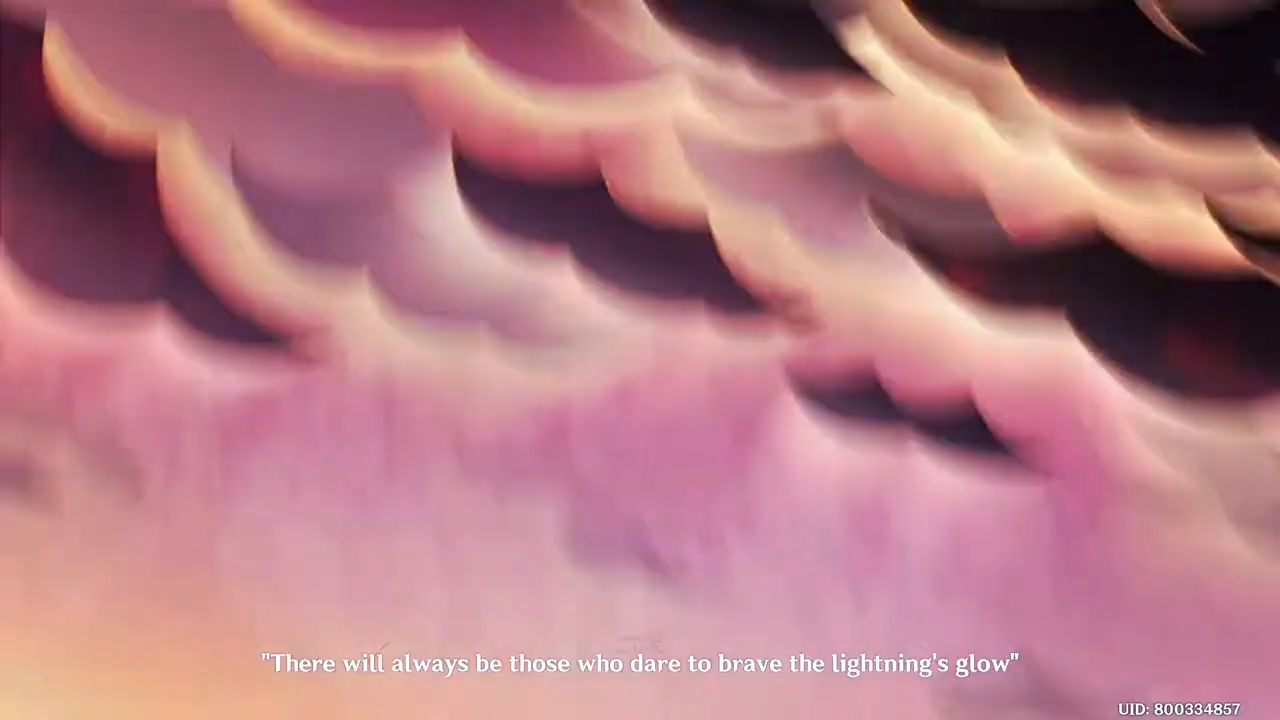 "There will always be those who dare to brave the lightning's glow"
UID: 800334857